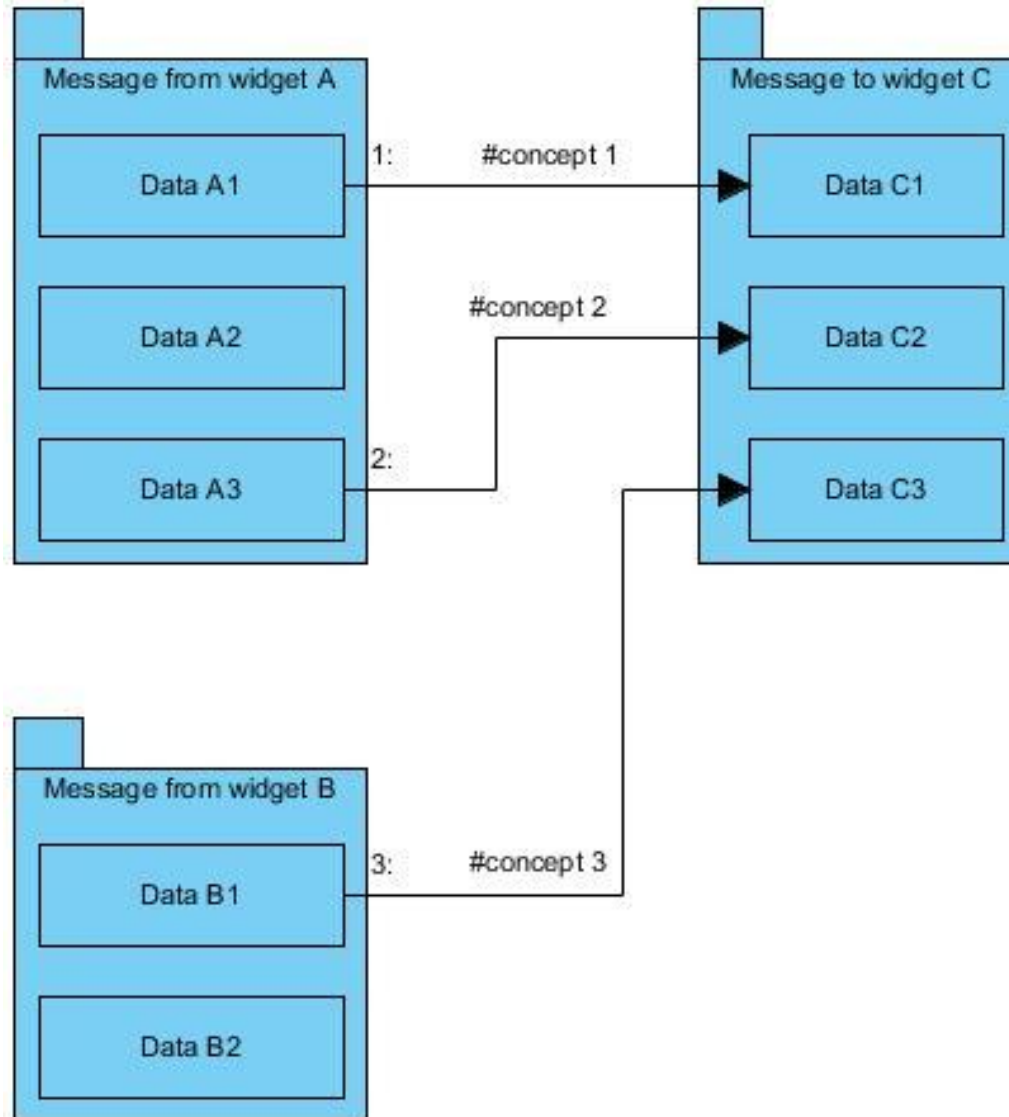 Message from widget A
Message to widget C
Data A1
1:
#concept 1
Data C1
Data A2
#concept 2
Data C2
Data A3
2:
Data C3
Message from widget B
Data B1
3:
#concept 3
Data B2